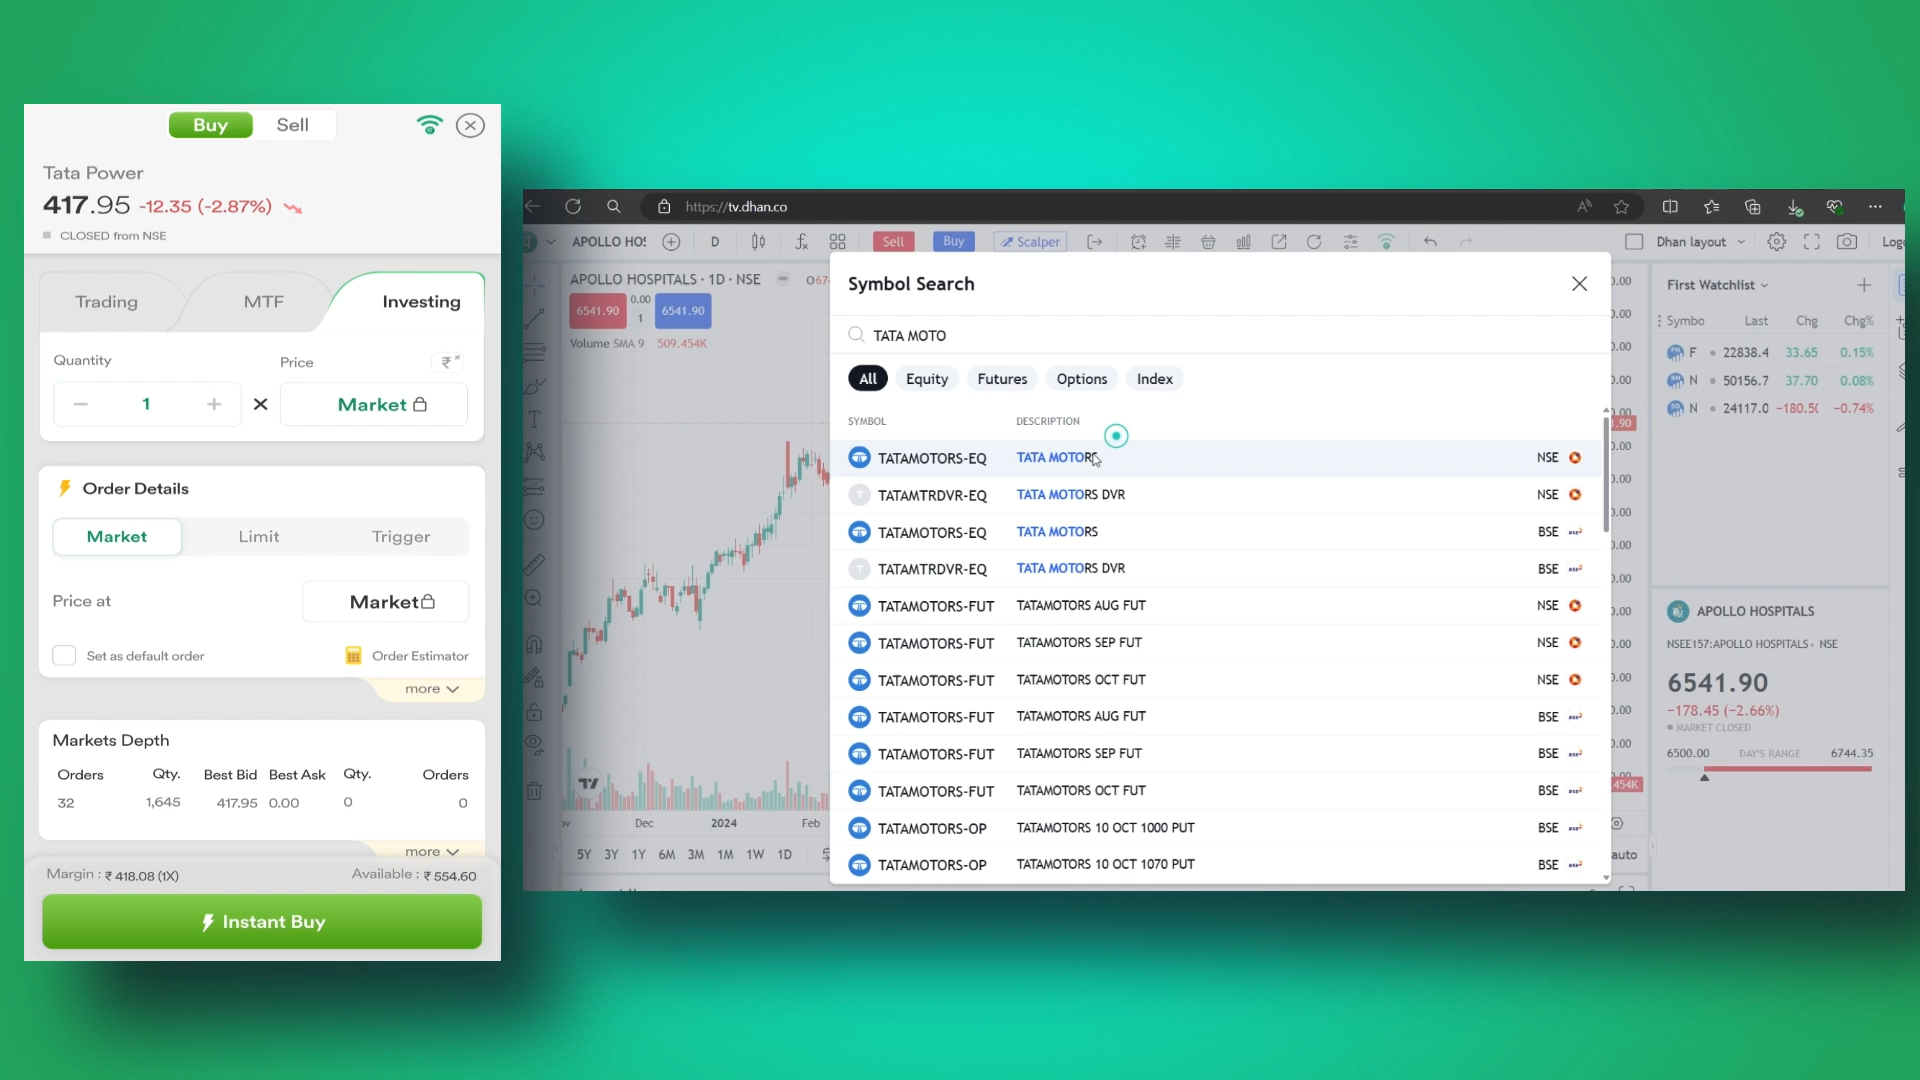 Buy Sell
Tata Power
417.95 -12.35 (-2.87%)
CLOSED from NSE
Trading MTF Investing
Quantity Price ₹
1 × Market
Order Details
Market Limit Trigger
Price at Market
Set as default order Order Estimator
more
Markets Depth
Orders Qty. Best Bid Best Ask Qty. Orders
32 1,645 417.95 0.00 0 0
more
Margin : ₹ 418.08 (1X) Available : ₹ 554.60
Instant Buy
https://tv.dhan.co
APOLLO HOS D Sell Buy Scalper Dhan layout
APOLLO HOSPITALS · 1D · NSE
6541.90 0.00 1 6541.90
Volume SMA 9 509.454K
Dec 2024 Feb
5Y 3Y 1Y 6M 3M 1M 1W 1D
Symbol Search
TATA MOTO
All Equity Futures Options Index
SYMBOL DESCRIPTION
TATAMOTORS-EQ TATA MOTORS NSE
TATAMTRDVR-EQ TATA MOTORS DVR NSE
TATAMOTORS-EQ TATA MOTORS BSE
TATAMTRDVR-EQ TATA MOTORS DVR BSE
TATAMOTORS-FUT TATAMOTORS AUG FUT NSE
TATAMOTORS-FUT TATAMOTORS SEP FUT NSE
TATAMOTORS-FUT TATAMOTORS OCT FUT NSE
TATAMOTORS-FUT TATAMOTORS AUG FUT BSE
TATAMOTORS-FUT TATAMOTORS SEP FUT BSE
TATAMOTORS-FUT TATAMOTORS OCT FUT BSE
TATAMOTORS-OP TATAMOTORS 10 OCT 1000 PUT BSE
TATAMOTORS-OP TATAMOTORS 10 OCT 1070 PUT BSE
auto
First Watchlist
Symbo Last Chg Chg%
F 22838.4 33.65 0.15%
N 50156.7 37.70 0.08%
N 24117.0 −180.50 −0.74%
APOLLO HOSPITALS
NSEE157:APOLLO HOSPITALS • NSE
6541.90
−178.45 (−2.66%)
MARKET CLOSED
6500.00 DAY'S RANGE 6744.35